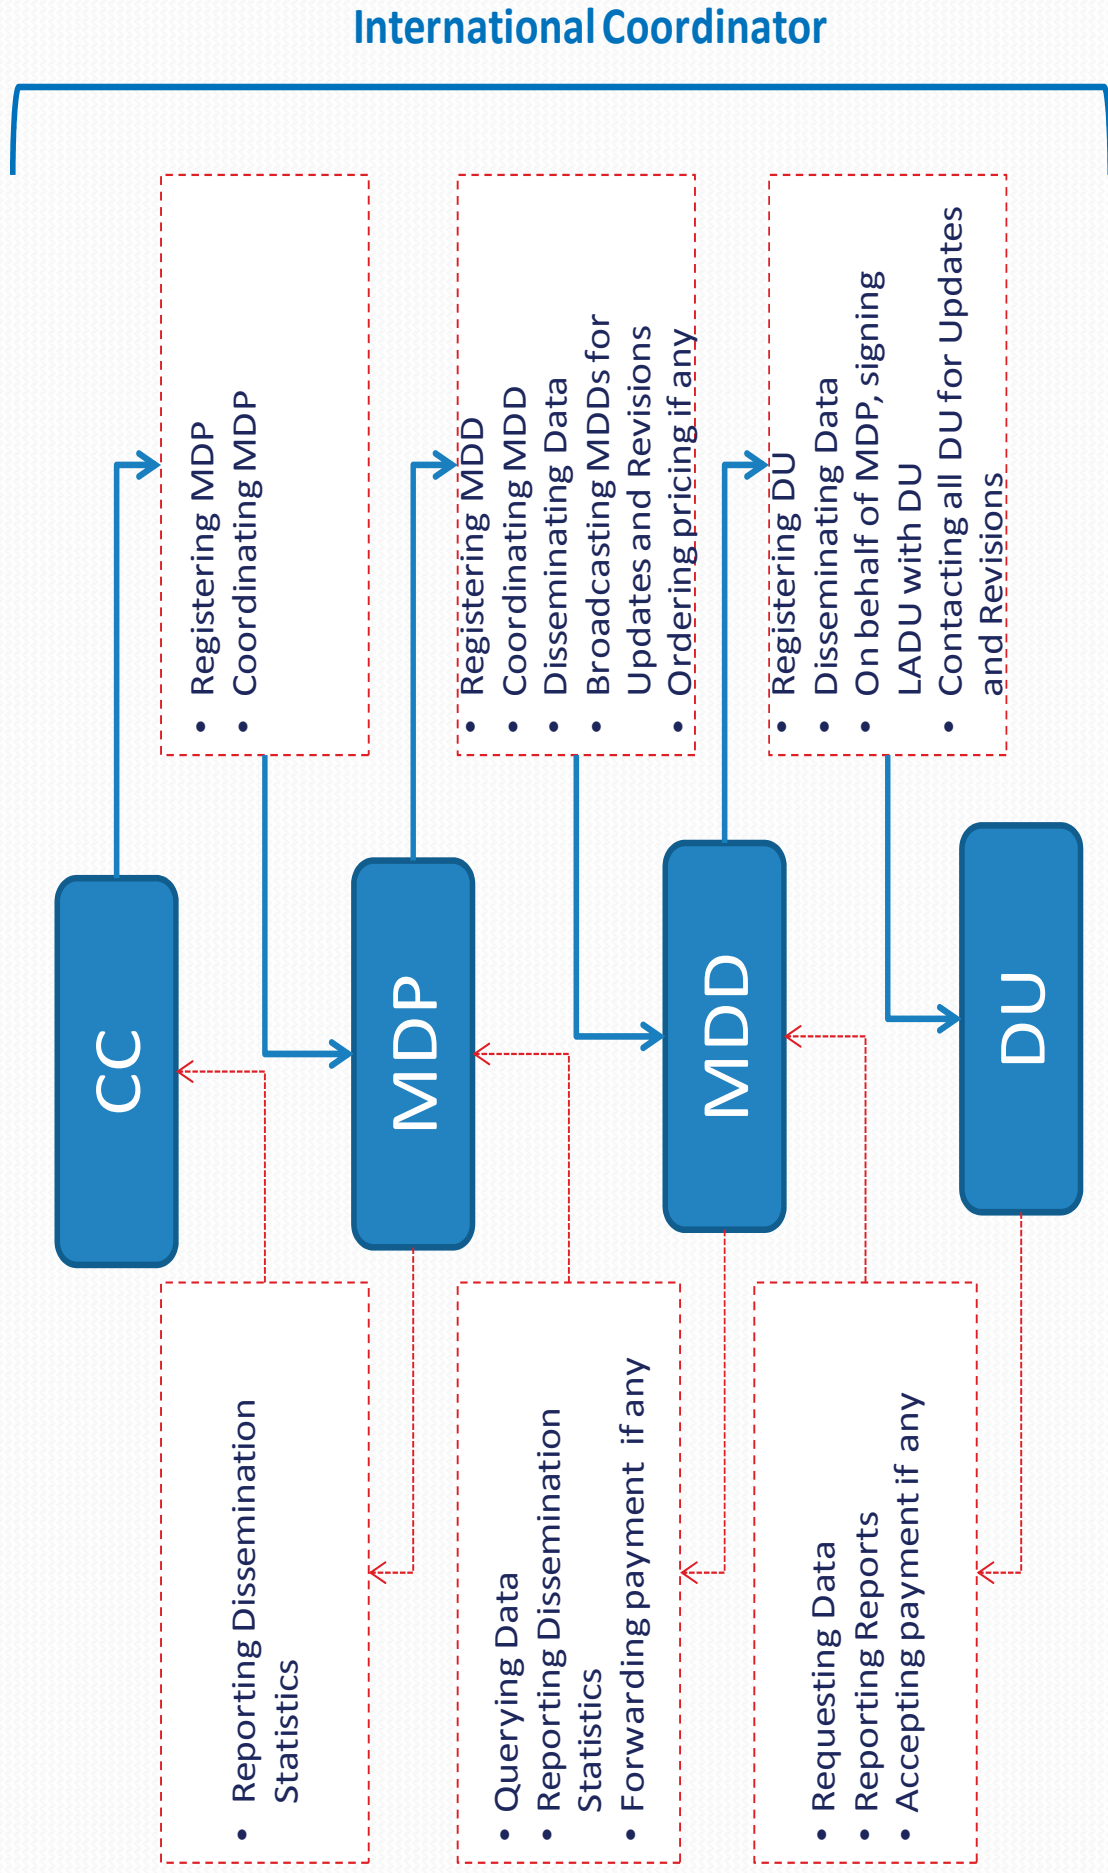 International Coordinator
CC
• Registering MDP
• Coordinating MDP
• Reporting Dissemination
Statistics
MDP
• Registering MDD
• Coordinating MDD
• Disseminating Data
• Broadcasting MDDs for
Updates and Revisions
• Ordering pricing if any
• Querying Data
• Reporting Dissemination
Statistics
• Forwarding payment if any
MDD
• Registering DU
• Disseminating Data
• On behalf of MDP, signing
LADU with DU
• Contacting all DU for Updates
and Revisions
• Requesting Data
• Reporting Reports
• Accepting payment if any
DU